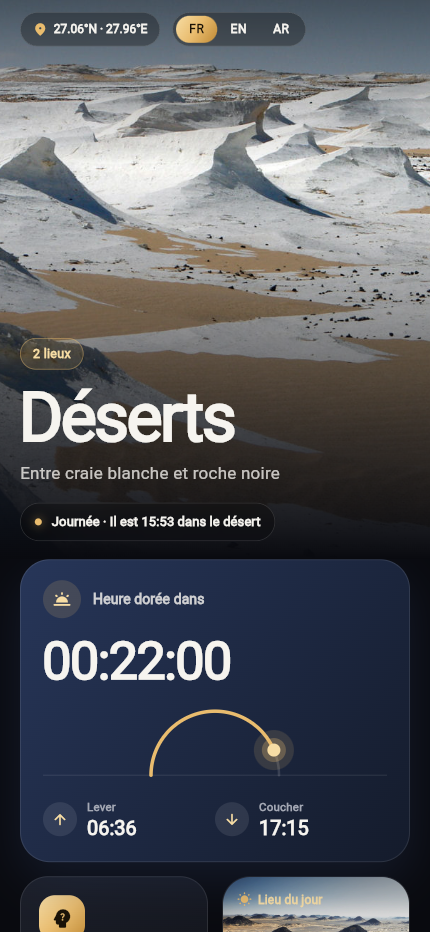 27.06°N · 27.96°E
FR
EN
AR
2 lieux
Déserts
Entre craie blanche et roche noire
Journée · Il est 15:53 dans le désert
Heure dorée dans
00:22:00
Lever
06:36
Coucher
17:15
Lieu du jour